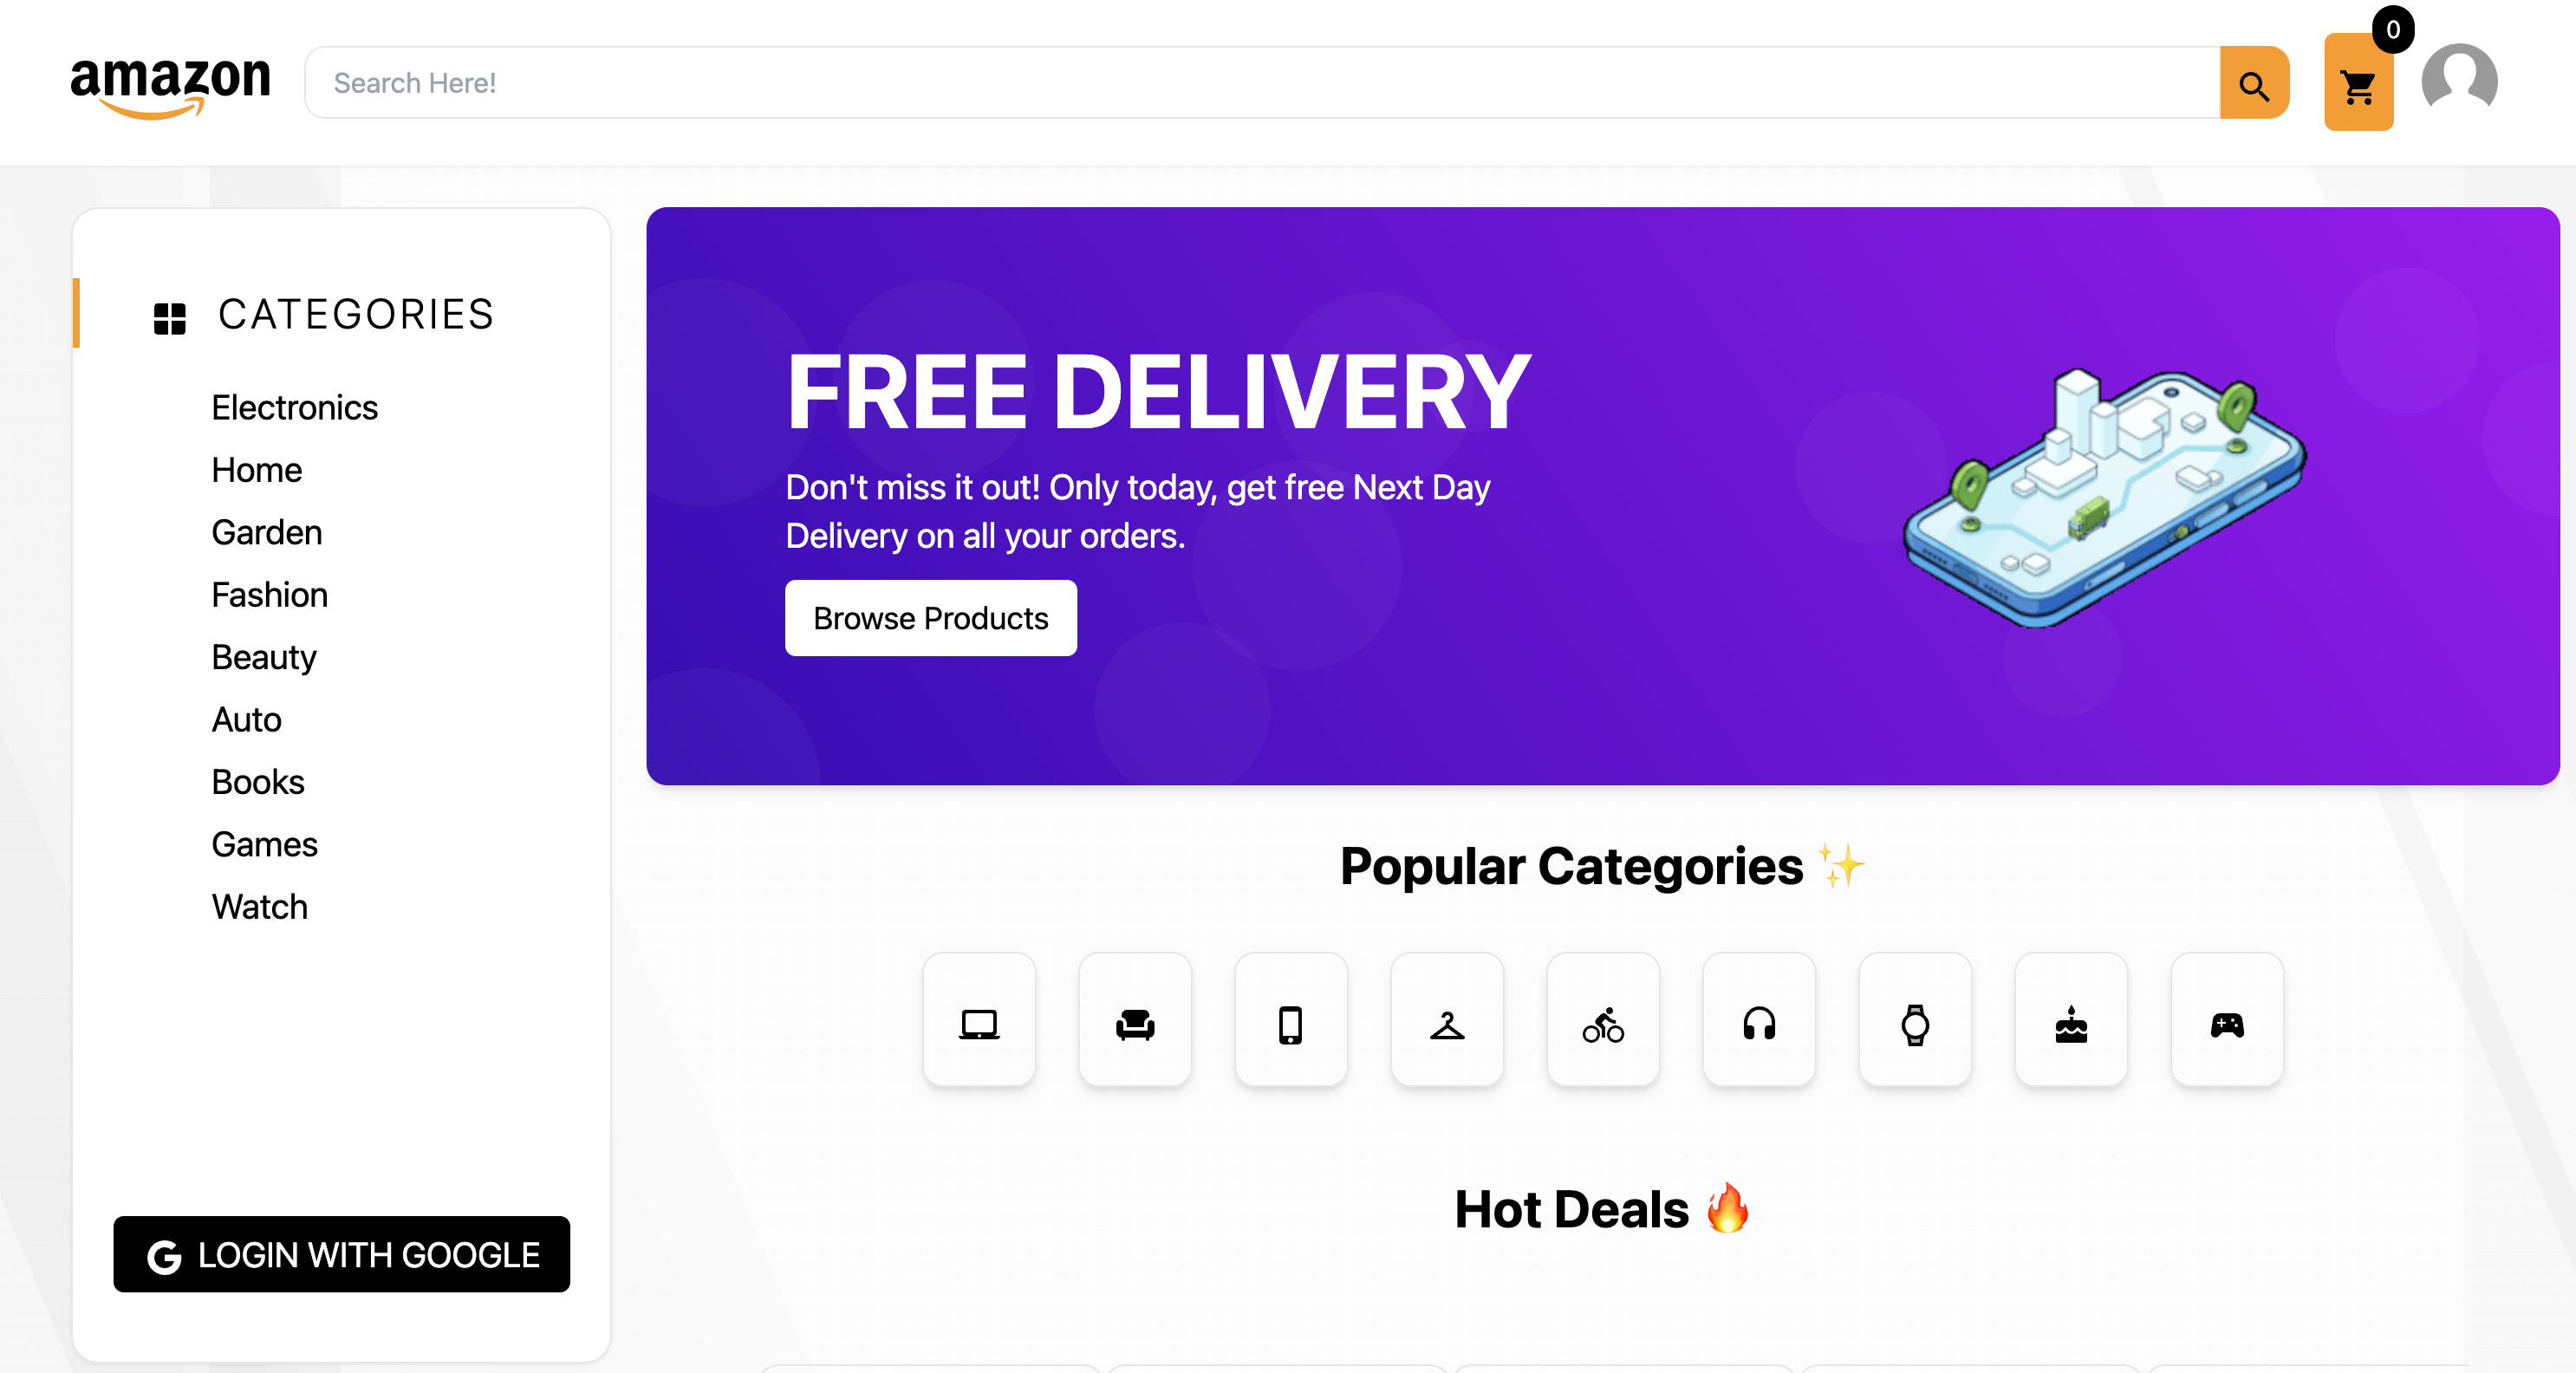 amazon
Search Here!
0
CATEGORIES
Electronics
Home
Garden
Fashion
Beauty
Auto
Books
Games
Watch
LOGIN WITH GOOGLE
FREE DELIVERY
Don't miss it out! Only today, get free Next Day
Delivery on all your orders.
Browse Products
Popular Categories ✨
Hot Deals 🔥